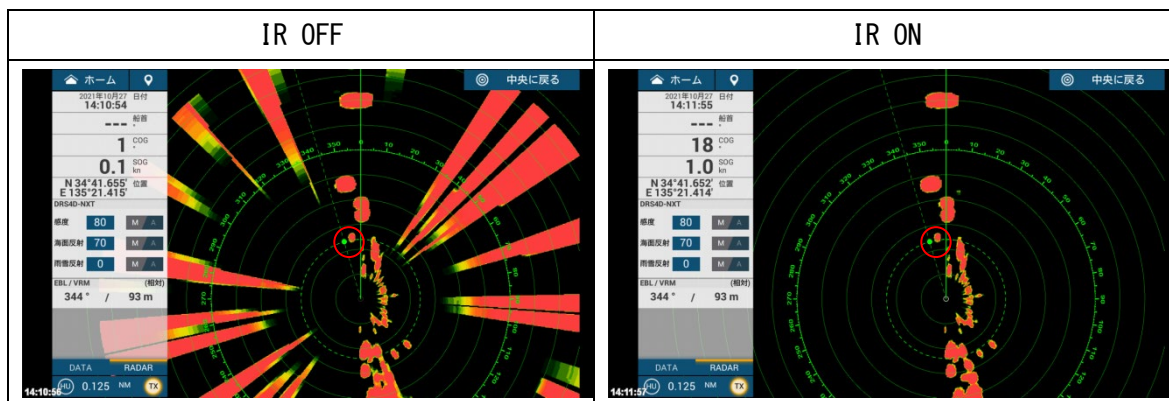 IR OFF
IR ON
ホーム
中央に戻る
2021年10月27 日付
14:10:54
--- 船首 °
1 COG °
0.1 SOG kn
N 34°41.655' 位置
E 135°21.415'
DRS4D-NXT
感度 80 M A
海面反射 70 M A
雨雪反射 0 M A
EBL/VRM (相対)
344 ° / 93 m
DATA RADAR
HU 0.125 NM TX
14:10:56
ホーム
中央に戻る
2021年10月27 日付
14:11:55
--- 船首 °
18 COG °
1.0 SOG kn
N 34°41.652' 位置
E 135°21.414'
DRS4D-NXT
感度 80 M A
海面反射 70 M A
雨雪反射 0 M A
EBL/VRM (相対)
344 ° / 93 m
DATA RADAR
HU 0.125 NM TX
14:11:57